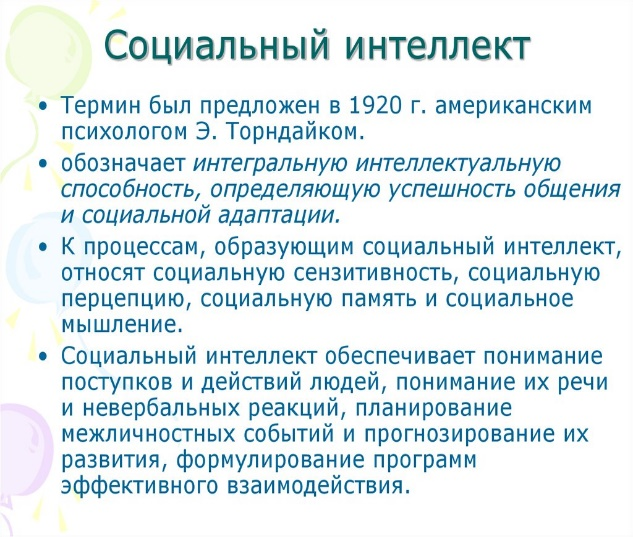 Социальный интеллект
• Термин был предложен в 1920 г. американским
психологом Э. Торндайком.
• обозначает интегральную интеллектуальную
способность, определяющую успешность общения
и социальной адаптации.
• К процессам, образующим социальный интеллект,
относят социальную сензитивность, социальную
перцепцию, социальную память и социальное
мышление.
• Социальный интеллект обеспечивает понимание
поступков и действий людей, понимание их речи
и невербальных реакций, планирование
межличностных событий и прогнозирование их
развития, формулирование программ
эффективного взаимодействия.